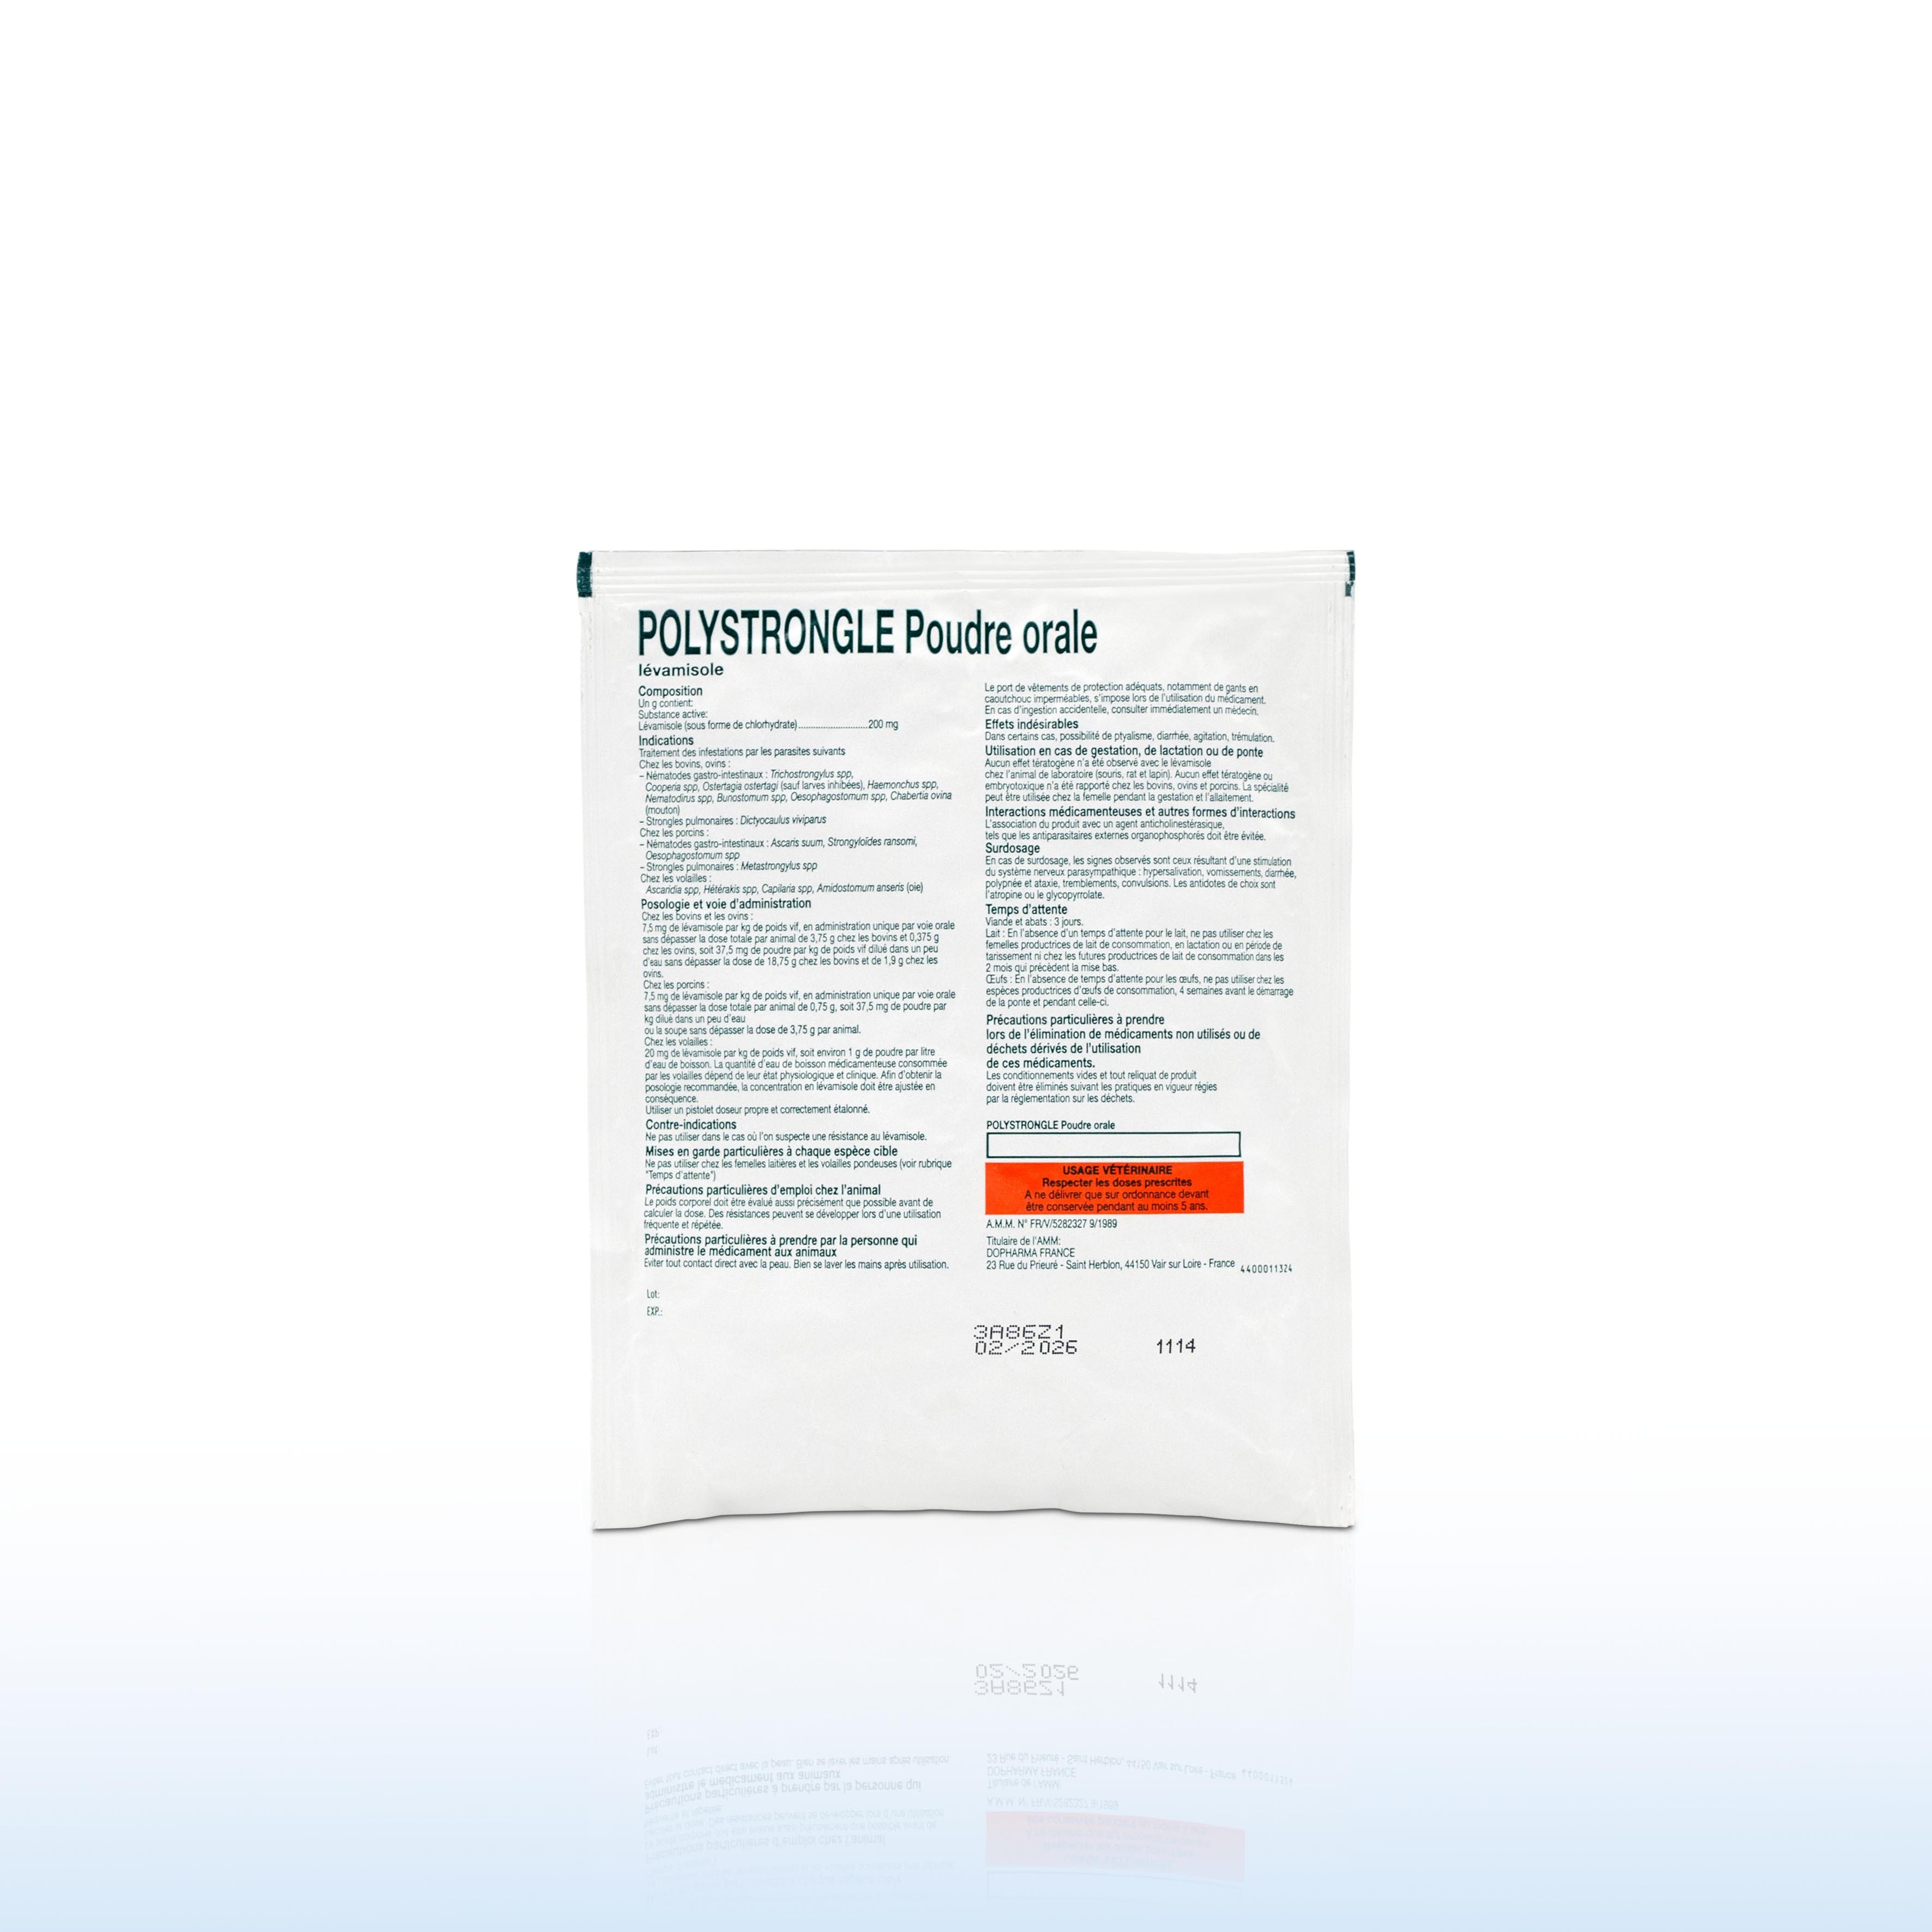 POLYSTRONGLE Poudre orale
lévamisole
Composition
Un g contient:
Substance active:
Lévamisole (sous forme de chlorhydrate)............................200 mg
Indications
Traitement des infestations par les parasites suivants
Chez les bovins, ovins :
– Nématodes gastro-intestinaux : Trichostrongylus spp,
Cooperia spp, Ostertagia ostertagi (sauf larves inhibées), Haemonchus spp,
Nematodirus spp, Bunostomum spp, Oesophagostomum spp, Chabertia ovina
(mouton)
– Strongles pulmonaires : Dictyocaulus viviparus
Chez les porcins :
– Nématodes gastro-intestinaux : Ascaris suum, Strongyloïdes ransomi,
Oesophagostomum spp
– Strongles pulmonaires : Metastrongylus spp
Chez les volailles :
Ascaridia spp, Hétérakis spp, Capilaria spp, Amidostomum anseris (oie)
Posologie et voie d'administration
Chez les bovins et les ovins :
7,5 mg de lévamisole par kg de poids vif, en administration unique par voie orale
sans dépasser la dose totale par animal de 3,75 g chez les bovins et 0,375 g
chez les ovins, soit 37,5 mg de poudre par kg de poids vif dilué dans un peu
d'eau sans dépasser la dose de 18,75 g chez les bovins et de 1,9 g chez les
ovins.
Chez les porcins :
7,5 mg de lévamisole par kg de poids vif, en administration unique par voie orale
sans dépasser la dose totale par animal de 0,75 g, soit 37,5 mg de poudre par
kg dilué dans un peu d'eau
ou la soupe sans dépasser la dose de 3,75 g par animal.
Chez les volailles :
20 mg de lévamisole par kg de poids vif, soit environ 1 g de poudre par litre
d'eau de boisson. La quantité d'eau de boisson médicamenteuse consommée
par les volailles dépend de leur état physiologique et clinique. Afin d'obtenir la
posologie recommandée, la concentration en lévamisole doit être ajustée en
conséquence.
Utiliser un pistolet doseur propre et correctement étalonné.
Contre-indications
Ne pas utiliser dans le cas où l'on suspecte une résistance au lévamisole.
Mises en garde particulières à chaque espèce cible
Ne pas utiliser chez les femelles laitières et les volailles pondeuses (voir rubrique
"Temps d'attente")
Précautions particulières d'emploi chez l'animal
Le poids corporel doit être évalué aussi précisément que possible avant de
calculer la dose. Des résistances peuvent se développer lors d'une utilisation
fréquente et répétée.
Précautions particulières à prendre par la personne qui
administre le médicament aux animaux
Eviter tout contact direct avec la peau. Bien se laver les mains après utilisation.
Lot:
EXP.:
Le port de vêtements de protection adéquats, notamment de gants en
caoutchouc imperméables, s'impose lors de l'utilisation du médicament.
En cas d'ingestion accidentelle, consulter immédiatement un médecin.
Effets indésirables
Dans certains cas, possibilité de ptyalisme, diarrhée, agitation, trémulation.
Utilisation en cas de gestation, de lactation ou de ponte
Aucun effet tératogène n'a été observé avec le lévamisole
chez l'animal de laboratoire (souris, rat et lapin). Aucun effet tératogène ou
embryotoxique n'a été rapporté chez les bovins, ovins et porcins. La spécialité
peut être utilisée chez la femelle pendant la gestation et l'allaitement.
Interactions médicamenteuses et autres formes d'interactions
L'association du produit avec un agent anticholinestérasique,
tels que les antiparasitaires externes organophosphorés doit être évitée.
Surdosage
En cas de surdosage, les signes observés sont ceux résultant d'une stimulation
du système nerveux parasympathique : hypersalivation, vomissements, diarrhée,
polypnée et ataxie, tremblements, convulsions. Les antidotes de choix sont
l'atropine ou le glycopyrrolate.
Temps d'attente
Viande et abats : 3 jours.
Lait : En l'absence d'un temps d'attente pour le lait, ne pas utiliser chez les
femelles productrices de lait de consommation, en lactation ou en période de
tarissement ni chez les futures productrices de lait de consommation dans les
2 mois qui précèdent la mise bas.
Œufs : En l'absence de temps d'attente pour les œufs, ne pas utiliser chez les
espèces productrices d'œufs de consommation, 4 semaines avant le démarrage
de la ponte et pendant celle-ci.
Précautions particulières à prendre
lors de l'élimination de médicaments non utilisés ou de
déchets dérivés de l'utilisation
de ces médicaments.
Les conditionnements vides et tout reliquat de produit
doivent être éliminés suivant les pratiques en vigueur régies
par la réglementation sur les déchets.
POLYSTRONGLE Poudre orale
USAGE VÉTÉRINAIRE
Respecter les doses prescrites
A ne délivrer que sur ordonnance devant
être conservée pendant au moins 5 ans.
A.M.M. N° FR/V/5282327 9/1989
Titulaire de l'AMM:
DOPHARMA FRANCE
23 Rue du Prieuré - Saint Herblon, 44150 Vair sur Loire - France 4400011324
3A86Z1
02/2026 1114